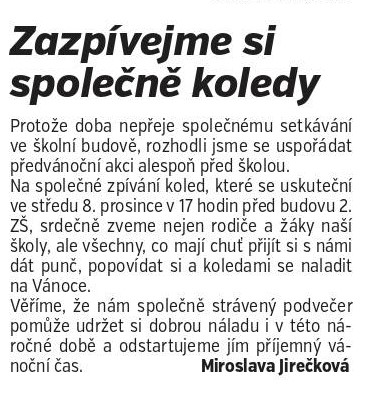 Zazpívejme si
společně koledy
Protože doba nepřeje společnému setkávání
ve školní budově, rozhodli jsme se uspořádat
předvánoční akci alespoň před školou.
Na společné zpívání koled, které se uskuteční
ve středu 8. prosince v 17 hodin před budovu 2.
ZŠ, srdečně zveme nejen rodiče a žáky naší
školy, ale všechny, co mají chuť přijít si s námi
dát punč, popovídat si a koledami se naladit
na Vánoce.
Věříme, že nám společně strávený podvečer
pomůže udržet si dobrou náladu i v této ná-
ročné době a odstartujeme jím příjemný vá-
noční čas. Miroslava Jirečková